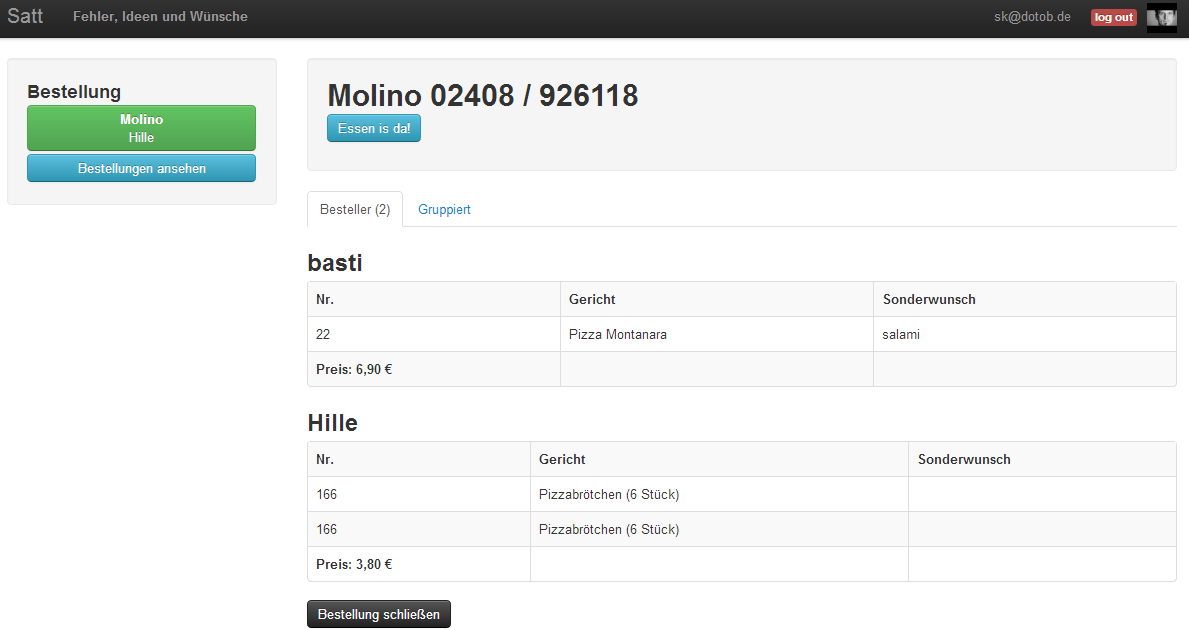 Satt Fehler, Ideen und Wünsche sk@dotob.de log out
Bestellung
Molino
Hille
Bestellungen ansehen
Molino 02408 / 926118
Essen is da!
Besteller (2) Gruppiert
basti
Nr. Gericht Sonderwunsch
22 Pizza Montanara salami
Preis: 6,90 €
Hille
Nr. Gericht Sonderwunsch
166 Pizzabrötchen (6 Stück)
166 Pizzabrötchen (6 Stück)
Preis: 3,80 €
Bestellung schließen